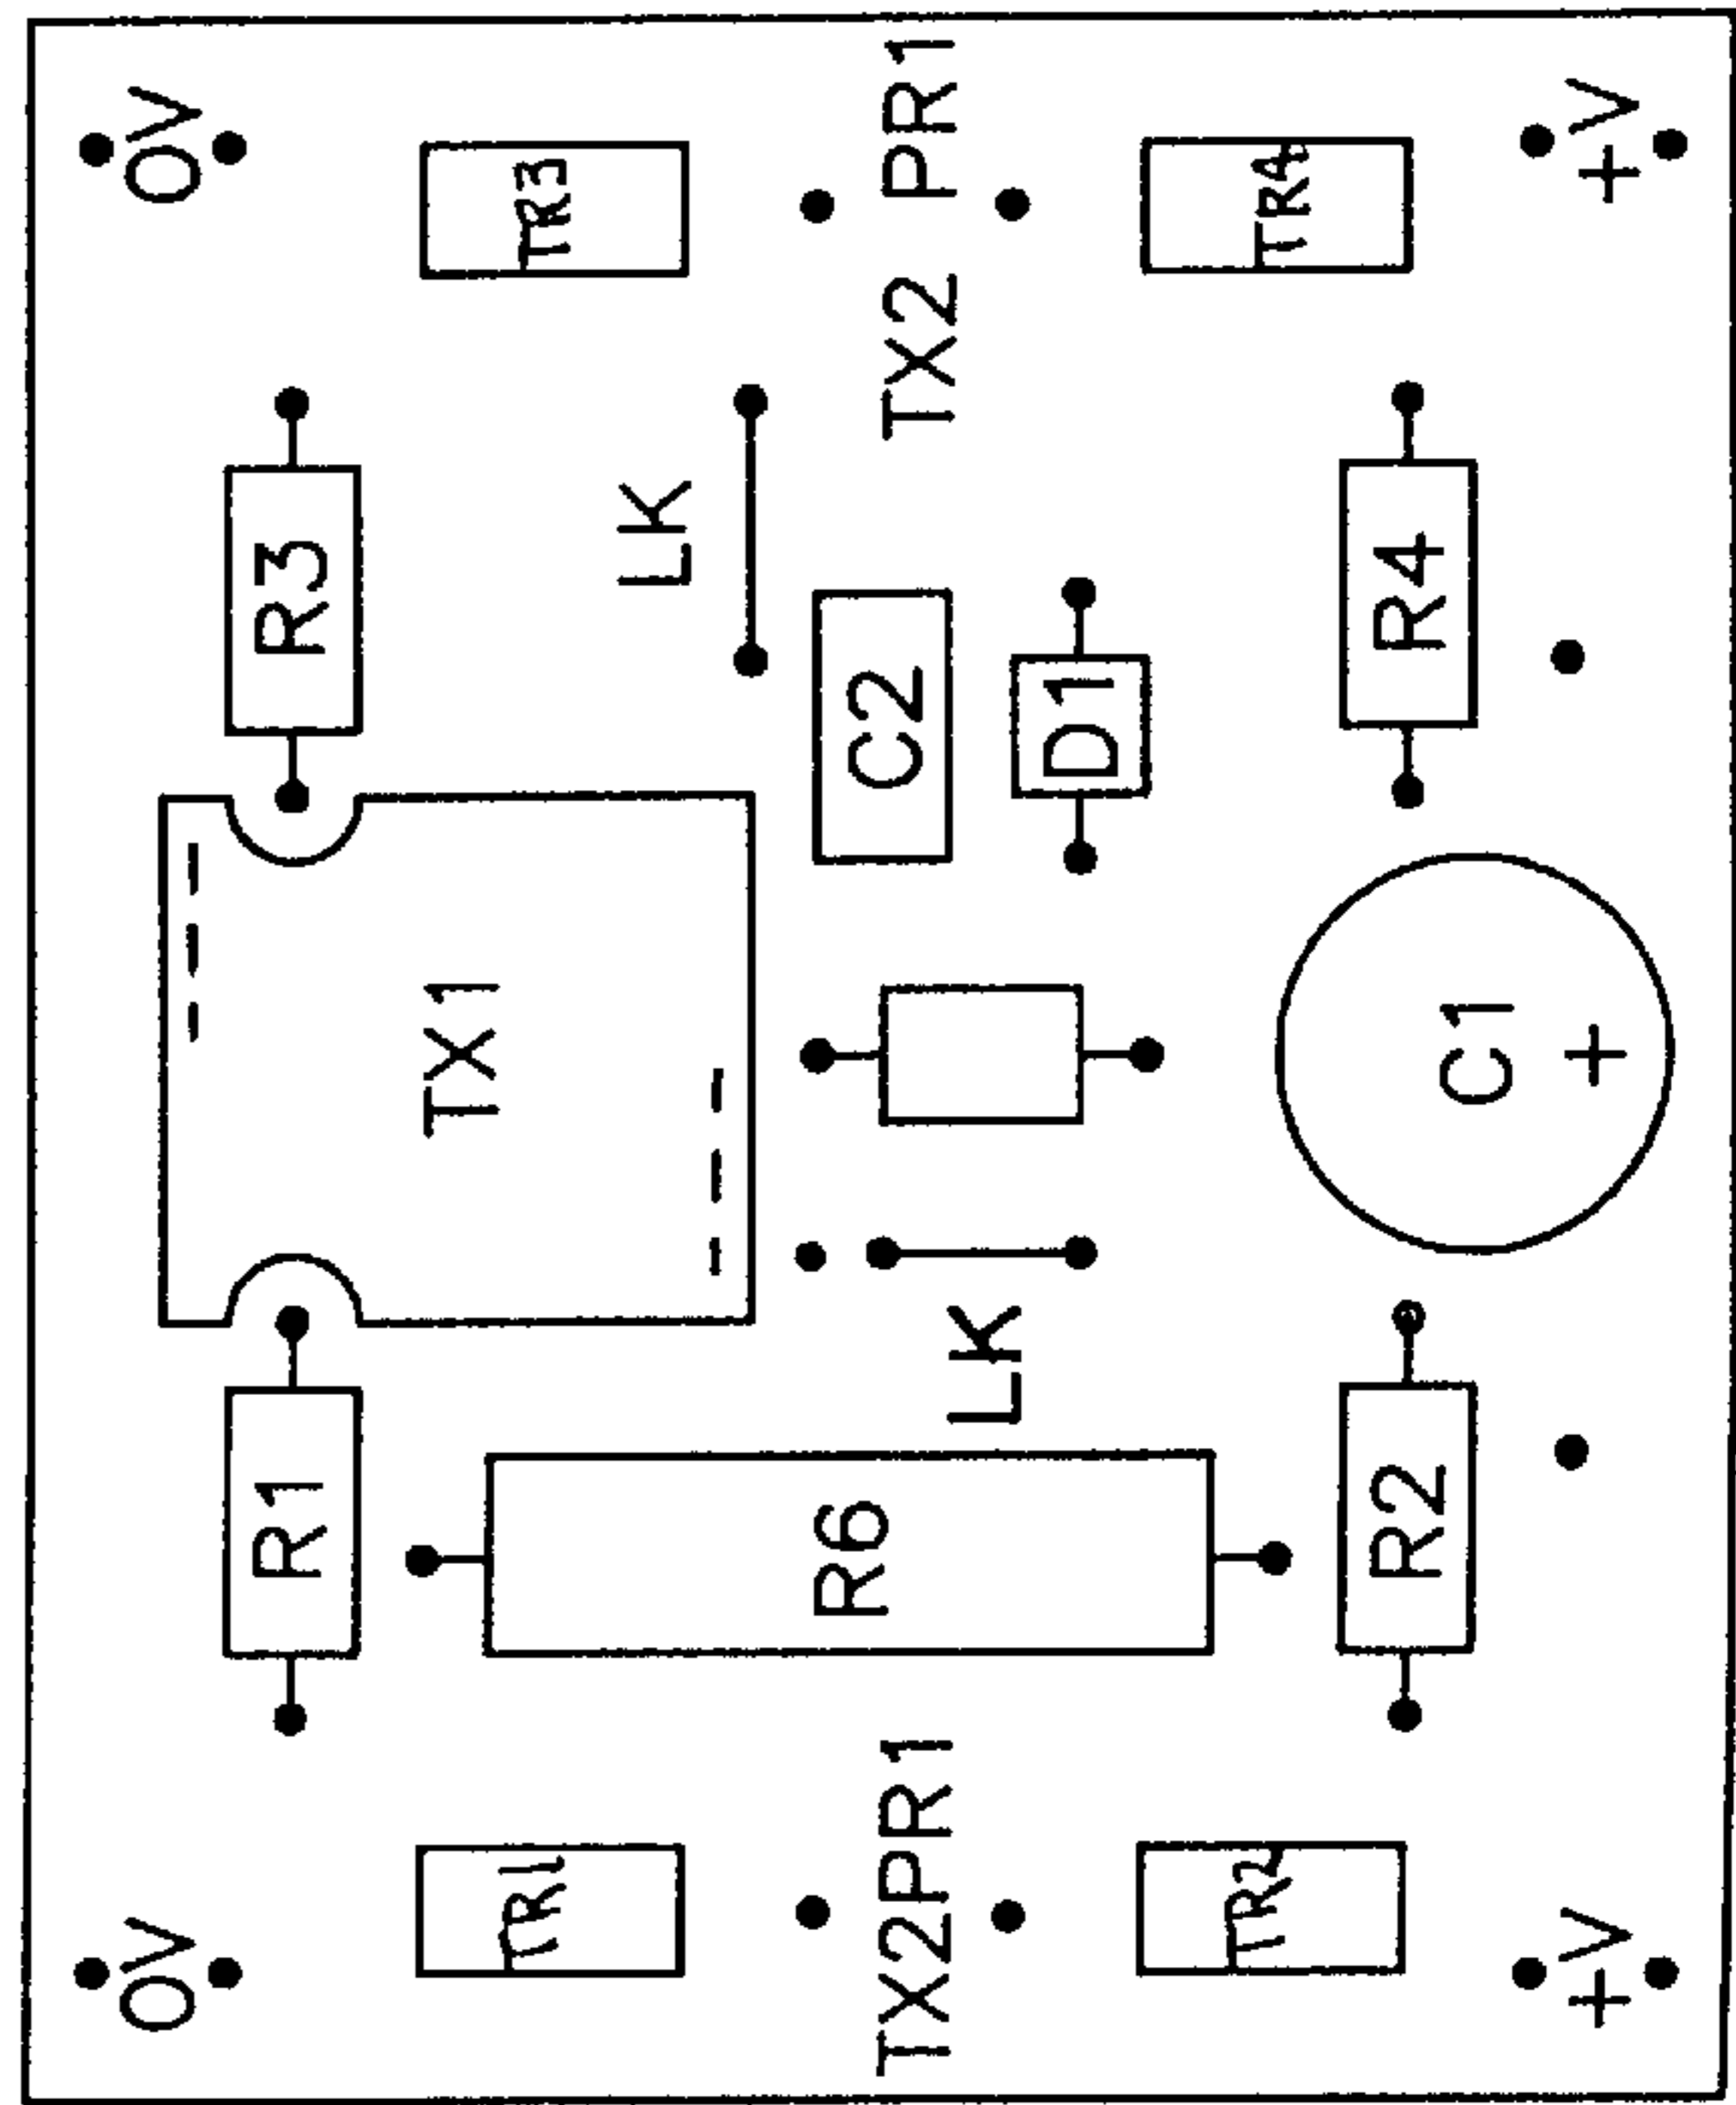 0V
TR3
TX2 PR1
TR4
+V
R3
LK
R4
C2
D1
TX1
C1
+
LK
R1
R6
R2
TR1
TX2PR1
TR2
0V
+V